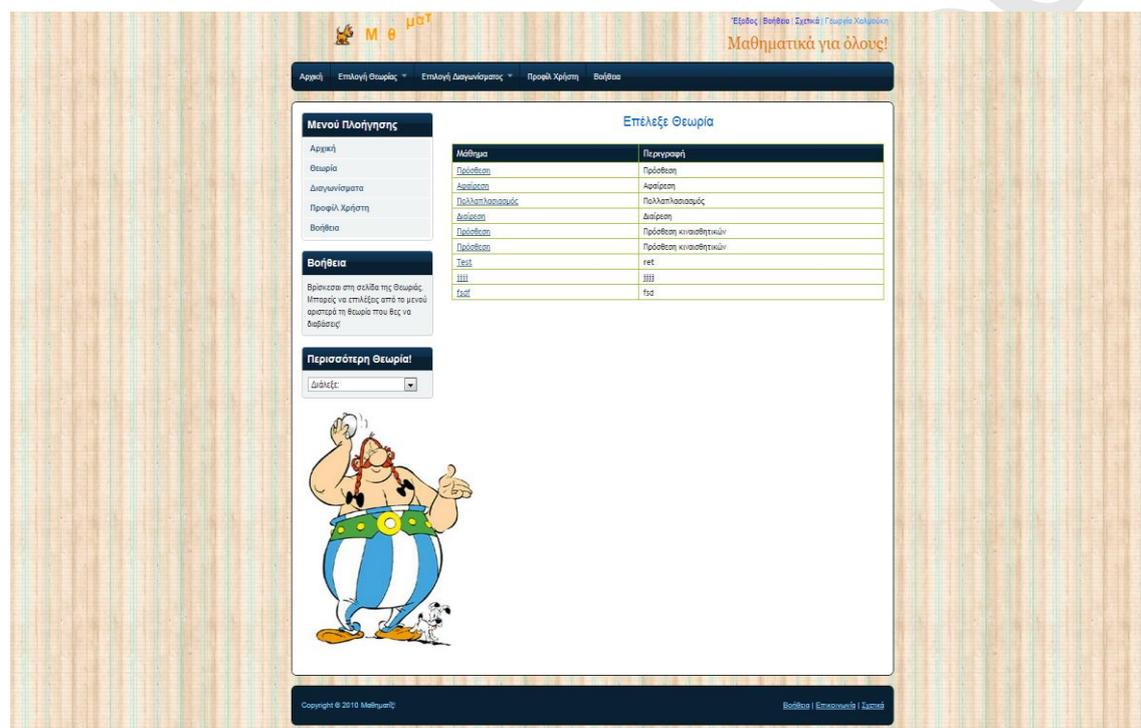 Μ θ ματ
Έξοδος | Βοήθεια | Σχετικά | Γεωργία Χαλμούκη
Μαθηματικά για όλους!
Αρχική Επιλογή Θεωρίας Επιλογή Διαγωνίσματος Προφίλ Χρήστη Βοήθεια
Μενού Πλοήγησης
Αρχική
Θεωρία
Διαγωνίσματα
Προφίλ Χρήστη
Βοήθεια
Βοήθεια
Βρίσκεσαι στη σελίδα της Θεωριάς.
Μπορείς να επιλέξεις από το μενού
αριστερά τη θεωρία που θες να
διαβάσεις!
Περισσότερη Θεωρία!
Διάλεξε:
Επέλεξε Θεωρία
Μάθημα Περιγραφή
Πρόσθεση Πρόσθεση
Αφαίρεση Αφαίρεση
Πολλαπλασιασμός Πολλαπλασιασμός
Διαίρεση Διαίρεση
Πρόσθεση Πρόσθεση κιναισθητικών
Πρόσθεση Πρόσθεση κιναισθητικών
Test ret
jjjj jjjj
fsdf fsd
Copyright © 2010 Μαθηματίξ!
Βοήθεια | Επικοινωνία | Σχετικά